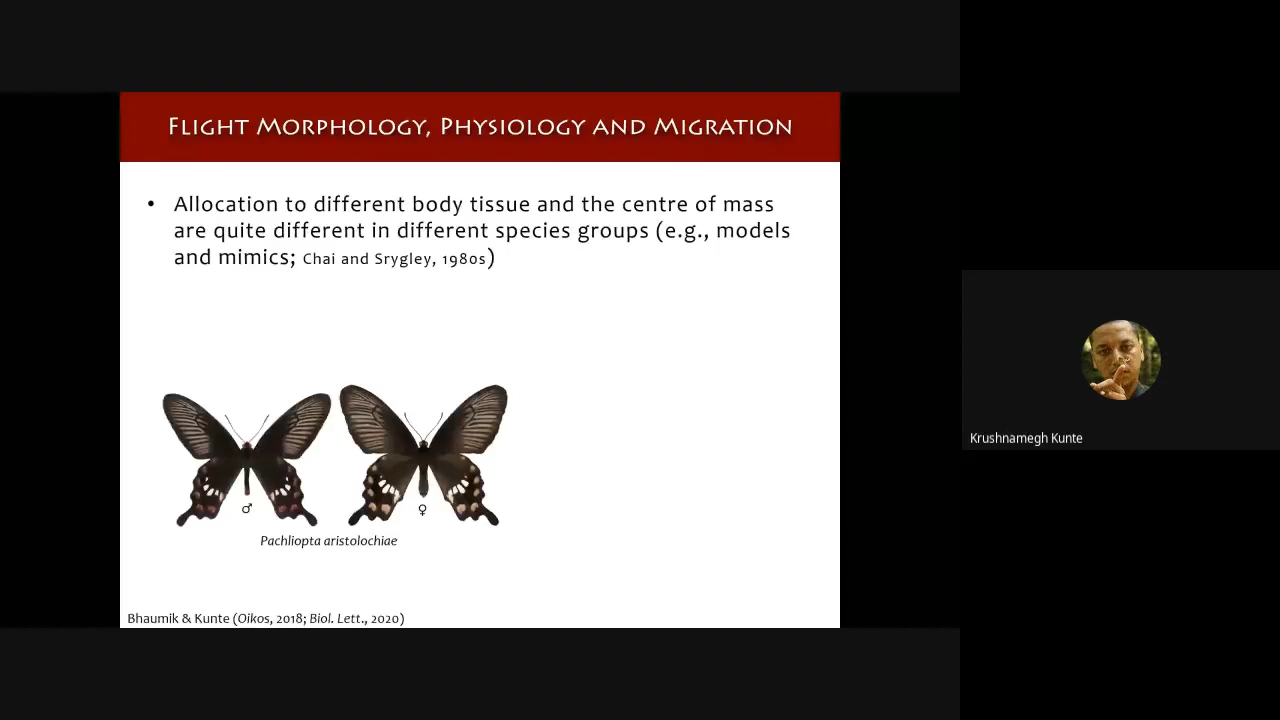 Flight Morphology, Physiology and Migration
• Allocation to different body tissue and the centre of mass
are quite different in different species groups (e.g., models
and mimics; Chai and Srygley, 1980s)
♂
♀
Pachliopta aristolochiae
Bhaumik & Kunte (Oikos, 2018; Biol. Lett., 2020)
Krushnamegh Kunte